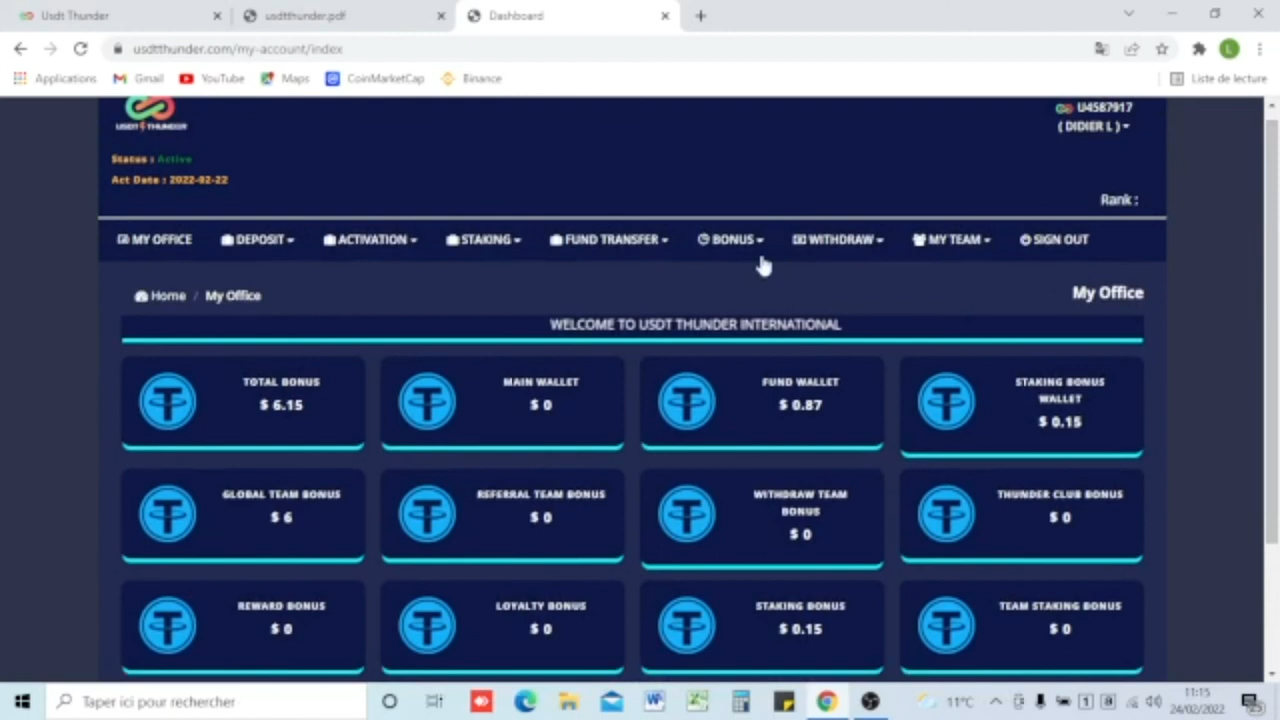 Usdt Thunder
usdtthunder.pdf
Dashboard
usdtthunder.com/my-account/index
L
Applications
Gmail
YouTube
Maps
CoinMarketCap
Binance
Liste de lecture
USDT THUNDER
U4587917
( DIDIER L )
Status : Active
Act Date : 2022-02-22
Rank :
MY OFFICE
DEPOSIT
ACTIVATION
STAKING
FUND TRANSFER
BONUS
WITHDRAW
MY TEAM
SIGN OUT
Home / My Office
My Office
WELCOME TO USDT THUNDER INTERNATIONAL
TOTAL BONUS
$ 6.15
MAIN WALLET
$ 0
FUND WALLET
$ 0.87
STAKING BONUS
WALLET
$ 0.15
GLOBAL TEAM BONUS
$ 6
REFERRAL TEAM BONUS
$ 0
WITHDRAW TEAM
BONUS
$ 0
THUNDER CLUB BONUS
$ 0
REWARD BONUS
$ 0
LOYALTY BONUS
$ 0
STAKING BONUS
$ 0.15
TEAM STAKING BONUS
$ 0
Taper ici pour rechercher
11°C
11:15
24/02/2022